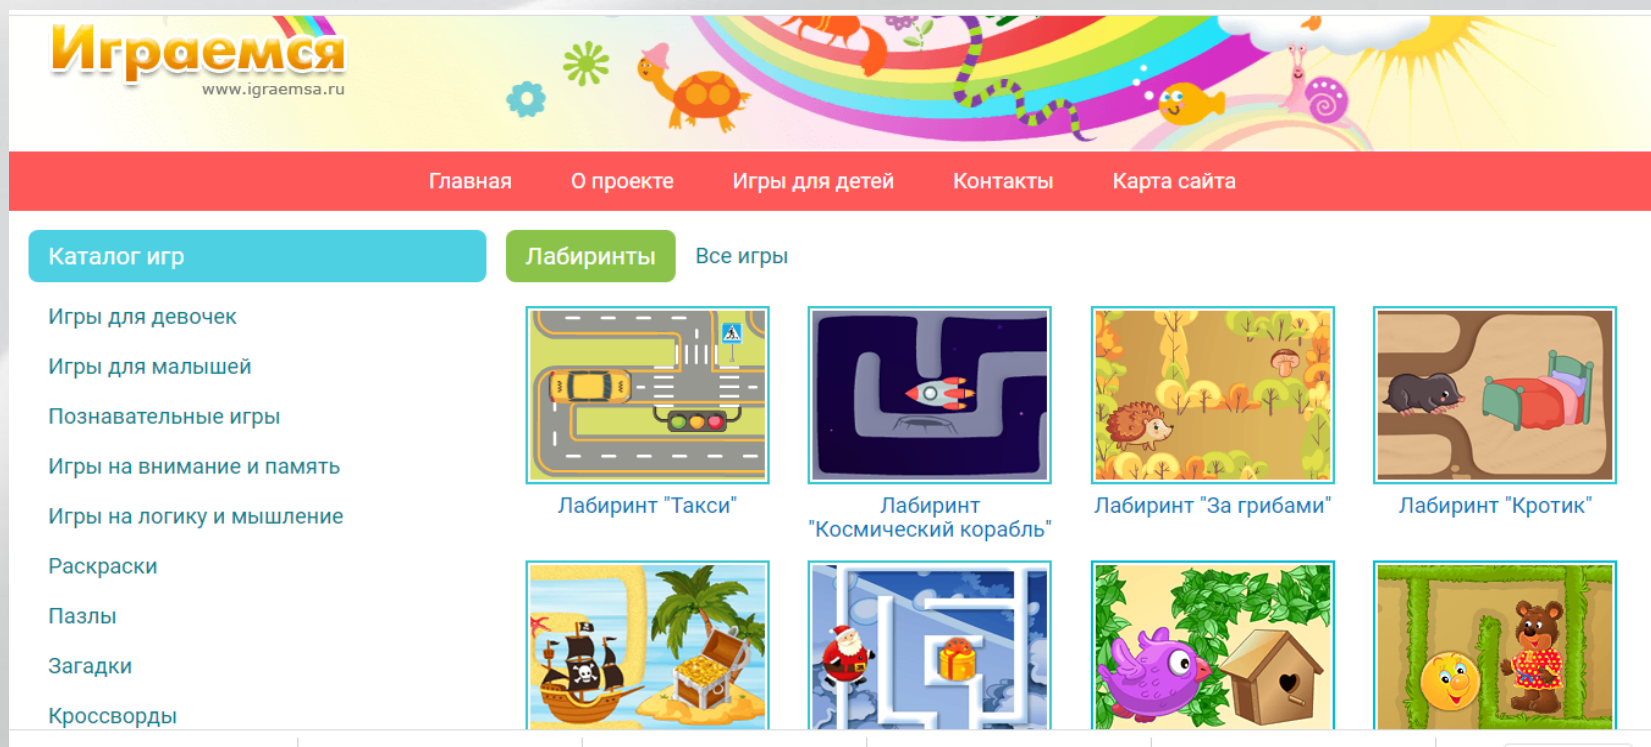 Играемся
www.igraemsa.ru
Главная О проекте Игры для детей Контакты Карта сайта
Каталог игр
Игры для девочек
Игры для малышей
Познавательные игры
Игры на внимание и память
Игры на логику и мышление
Раскраски
Пазлы
Загадки
Кроссворды
Лабиринты Все игры
Лабиринт "Такси"
Лабиринт
"Космический корабль"
Лабиринт "За грибами"
Лабиринт "Кротик"